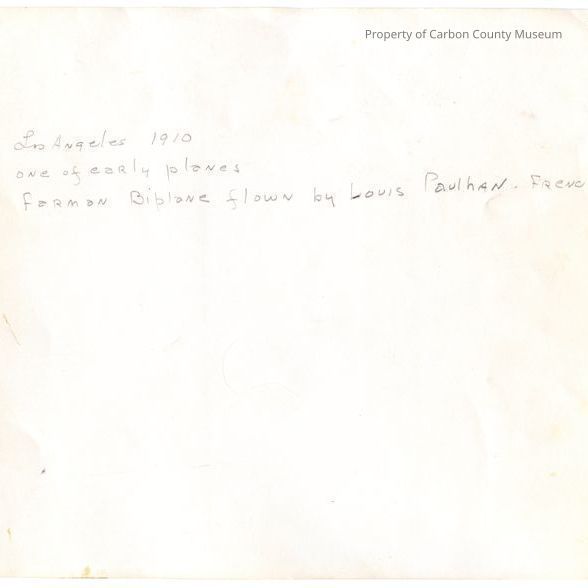 Property of Carbon County Museum
Los Angeles 1910
one of early planes
Farman Biplane flown by Louis Paulhan. Frenc